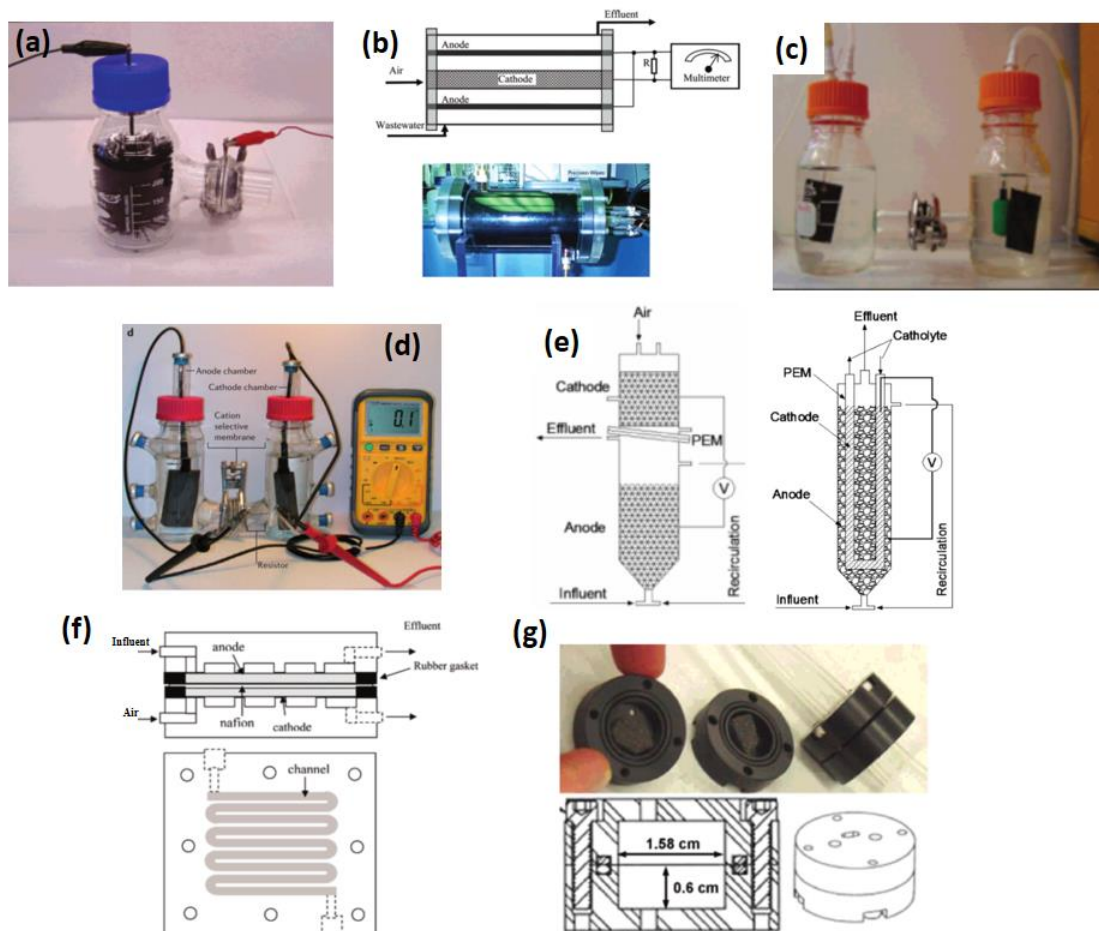 (a)
(b)
Effluent
Anode
Air
Cathode
Anode
Wastewater
R
Multimeter
(c)
d
(d)
Anode chamber
Cathode chamber
Cation
selective
membrane
0.1
Resistor
(e)
Air
Cathode
Effluent
PEM
V
Anode
Recirculation
Influent
Effluent
Catholyte
PEM
Cathode
V
Anode
Recirculation
Influent
(f)
Influent
anode
Effluent
Rubber gasket
Air
nafion
cathode
channel
(g)
1.58 cm
0.6 cm